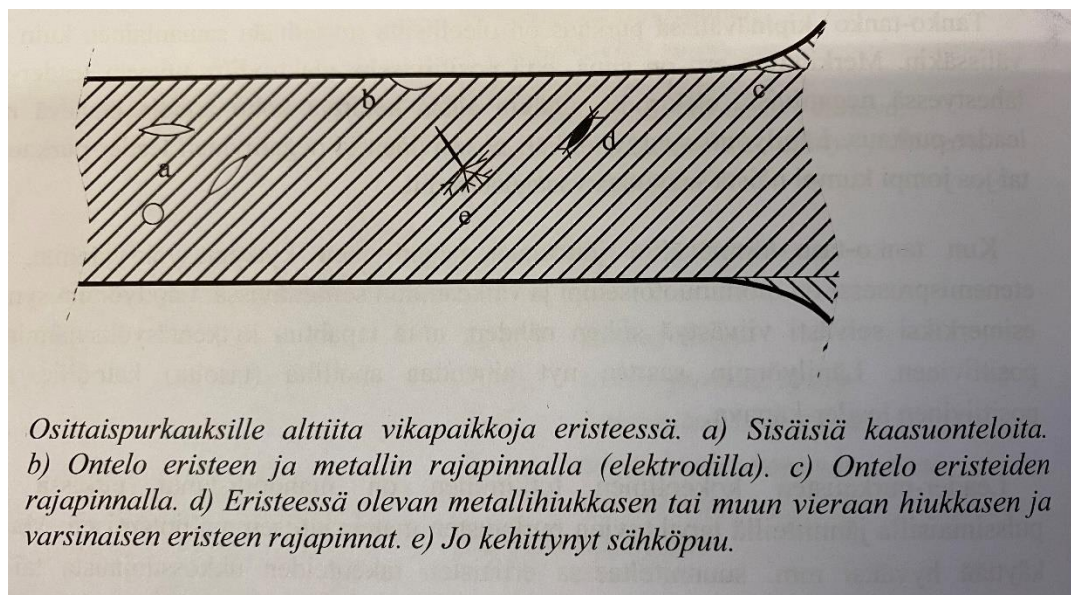 b
c
a
d
e
Osittaispurkauksille alttiita vikapaikkoja eristeessä. a) Sisäisiä kaasuonteloita.
b) Ontelo eristeen ja metallin rajapinnalla (elektrodilla). c) Ontelo eristeiden
rajapinnalla. d) Eristeessä olevan metallihiukkasen tai muun vieraan hiukkasen ja
varsinaisen eristeen rajapinnat. e) Jo kehittynyt sähköpuu.